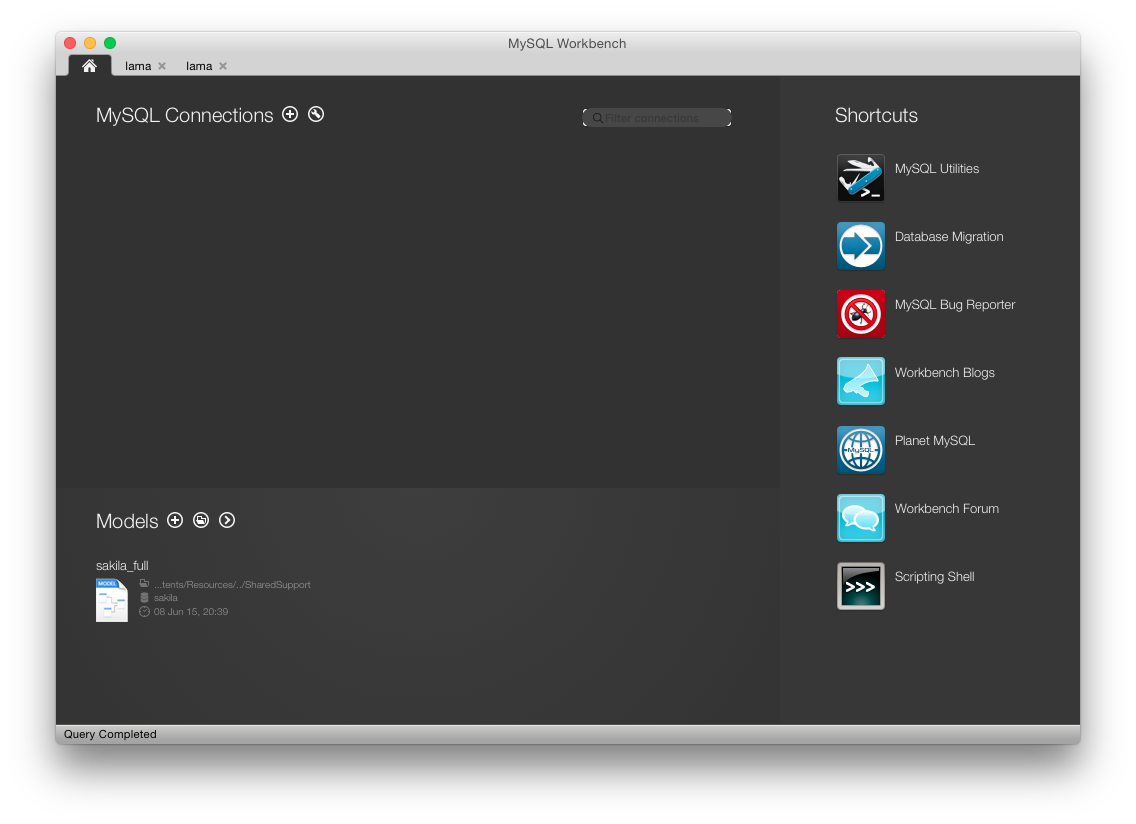 MySQL Workbench
lama
lama
MySQL Connections
Filter connections
Shortcuts
MySQL Utilities
Database Migration
MySQL Bug Reporter
Workbench Blogs
MySQL
Planet MySQL
Workbench Forum
>>>
Scripting Shell
Models
sakila_full
MODEL
...tents/Resources/../SharedSupport
sakila
08 Jun 15, 20:39
Query Completed